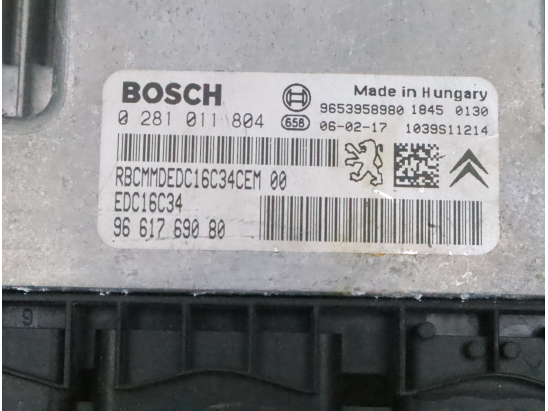 BOSCH
Made in Hungary
9653958980 1845 0130
0 281 011 804
658
06-02-17 1039S11214
RBCMMDEDC16C34CEM 00
EDC16C34
96 617 690 80
9